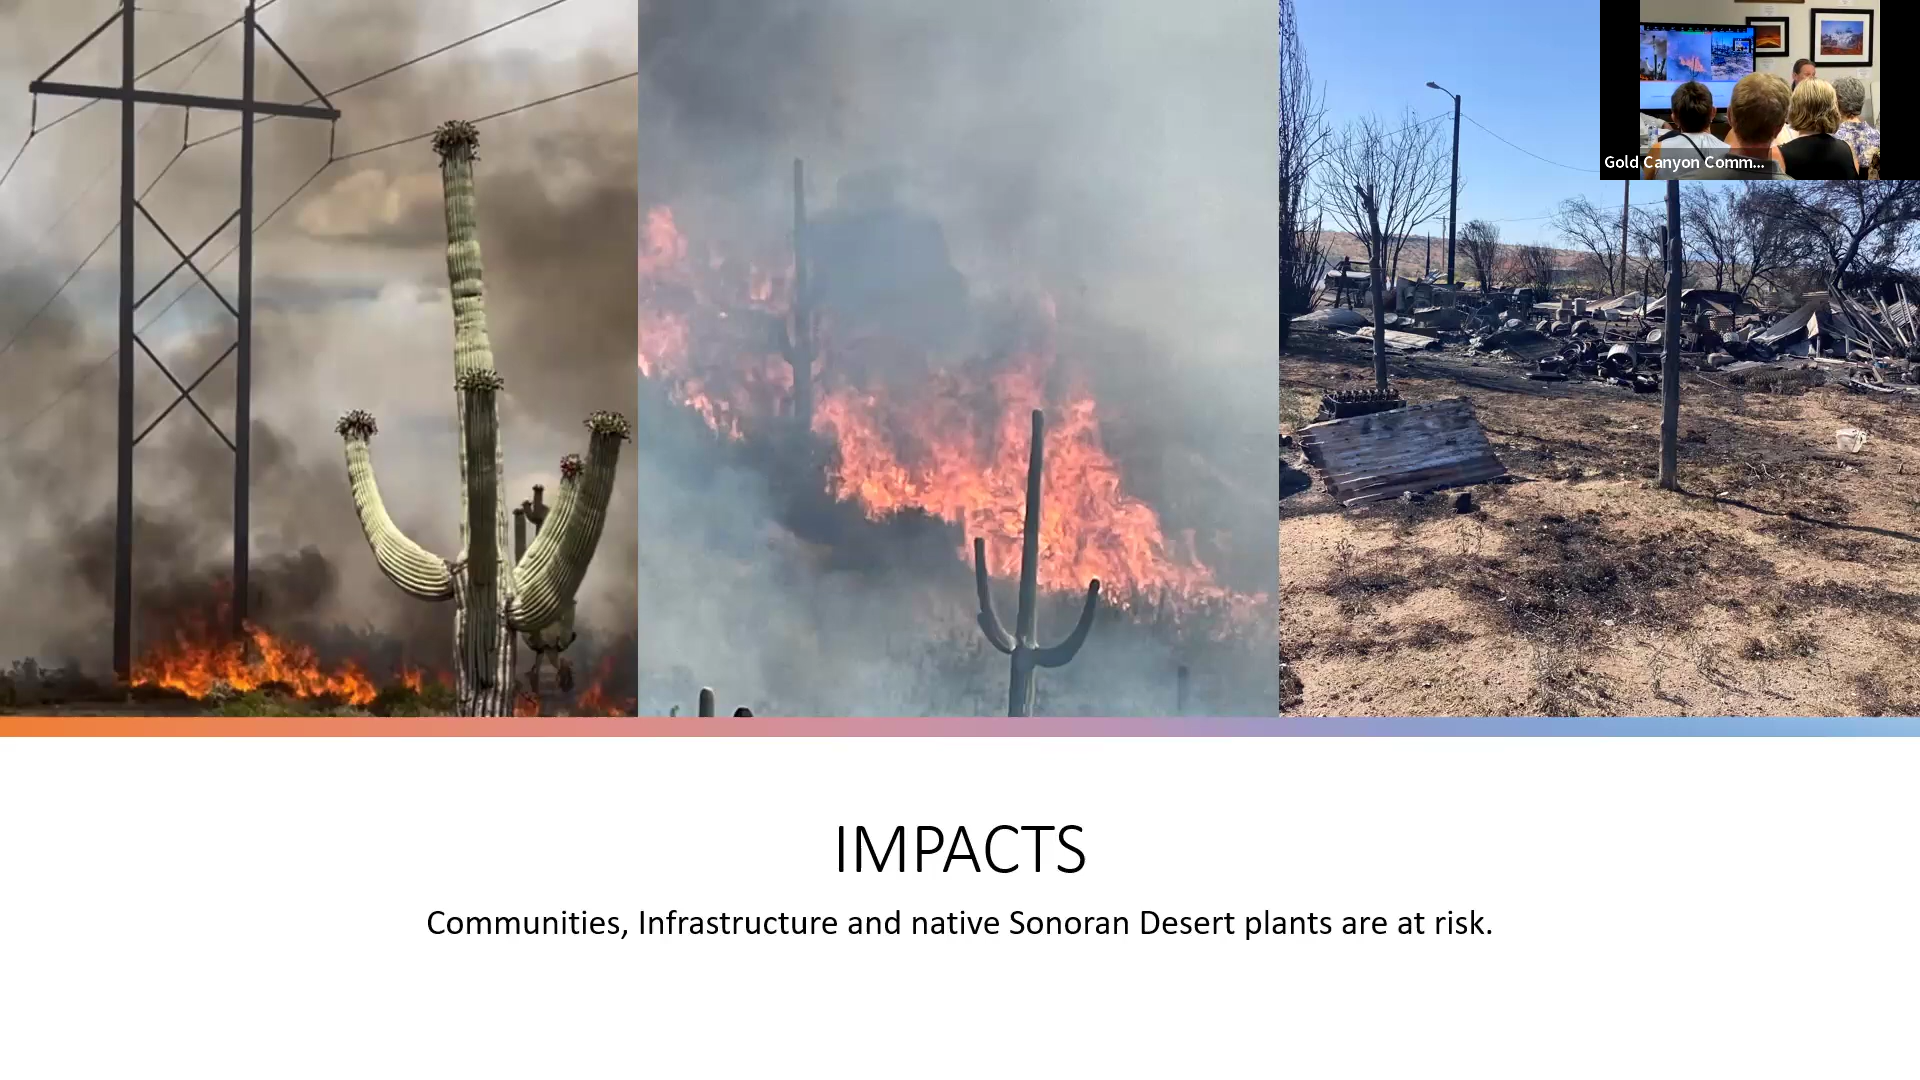 Gold Canyon Comm...
IMPACTS
Communities, Infrastructure and native Sonoran Desert plants are at risk.